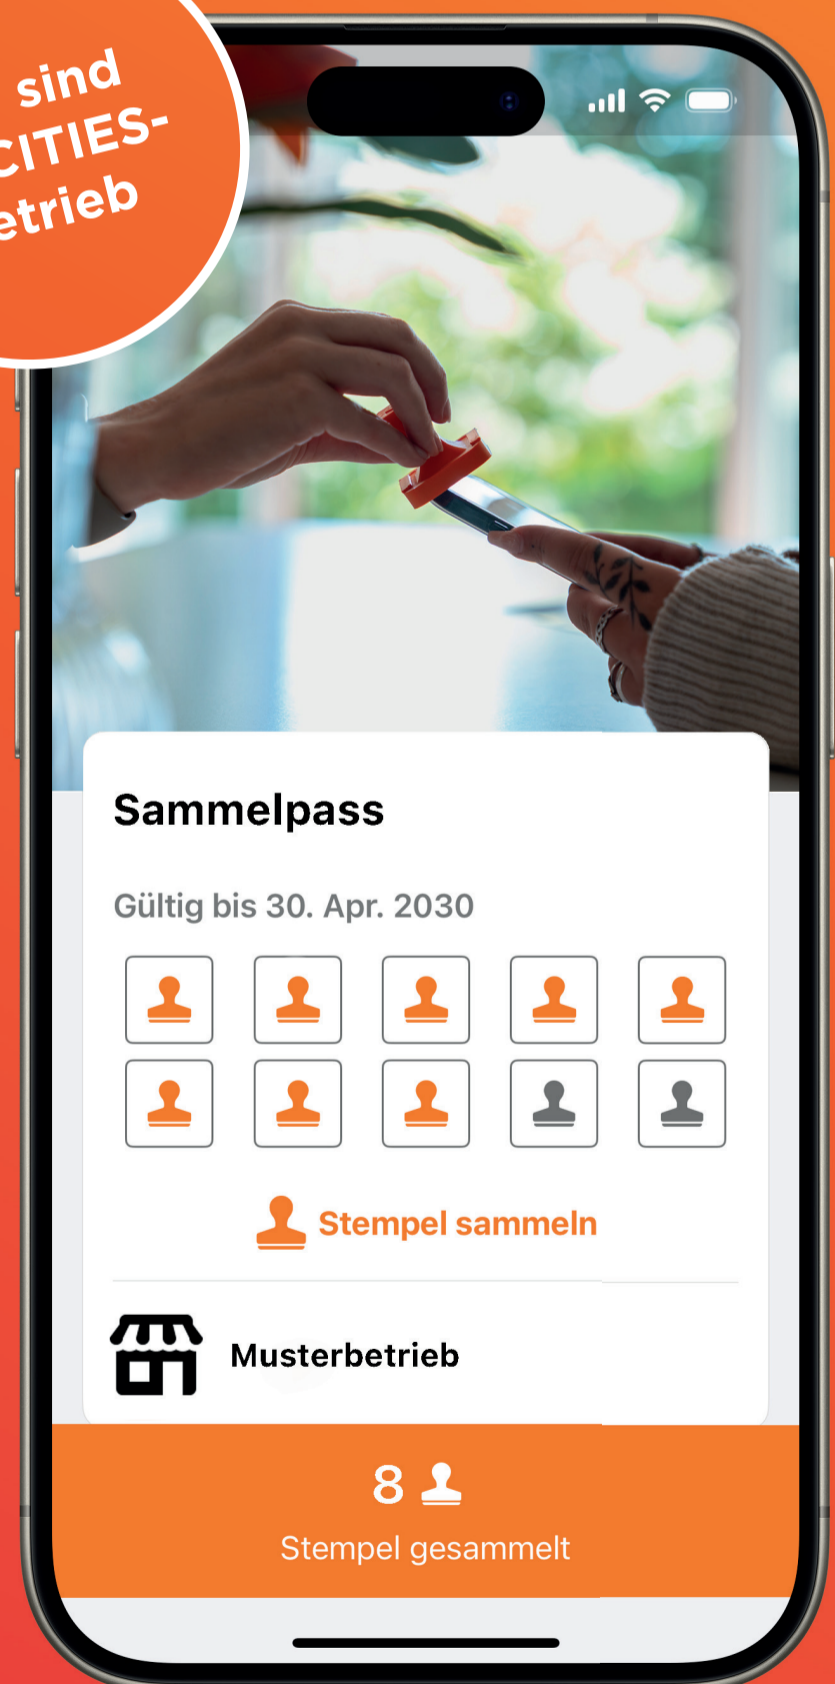 sind
CITIES-
etrieb
Sammelpass
Gültig bis 30. Apr. 2030
Stempel sammeln
Musterbetrieb
8
Stempel gesammelt